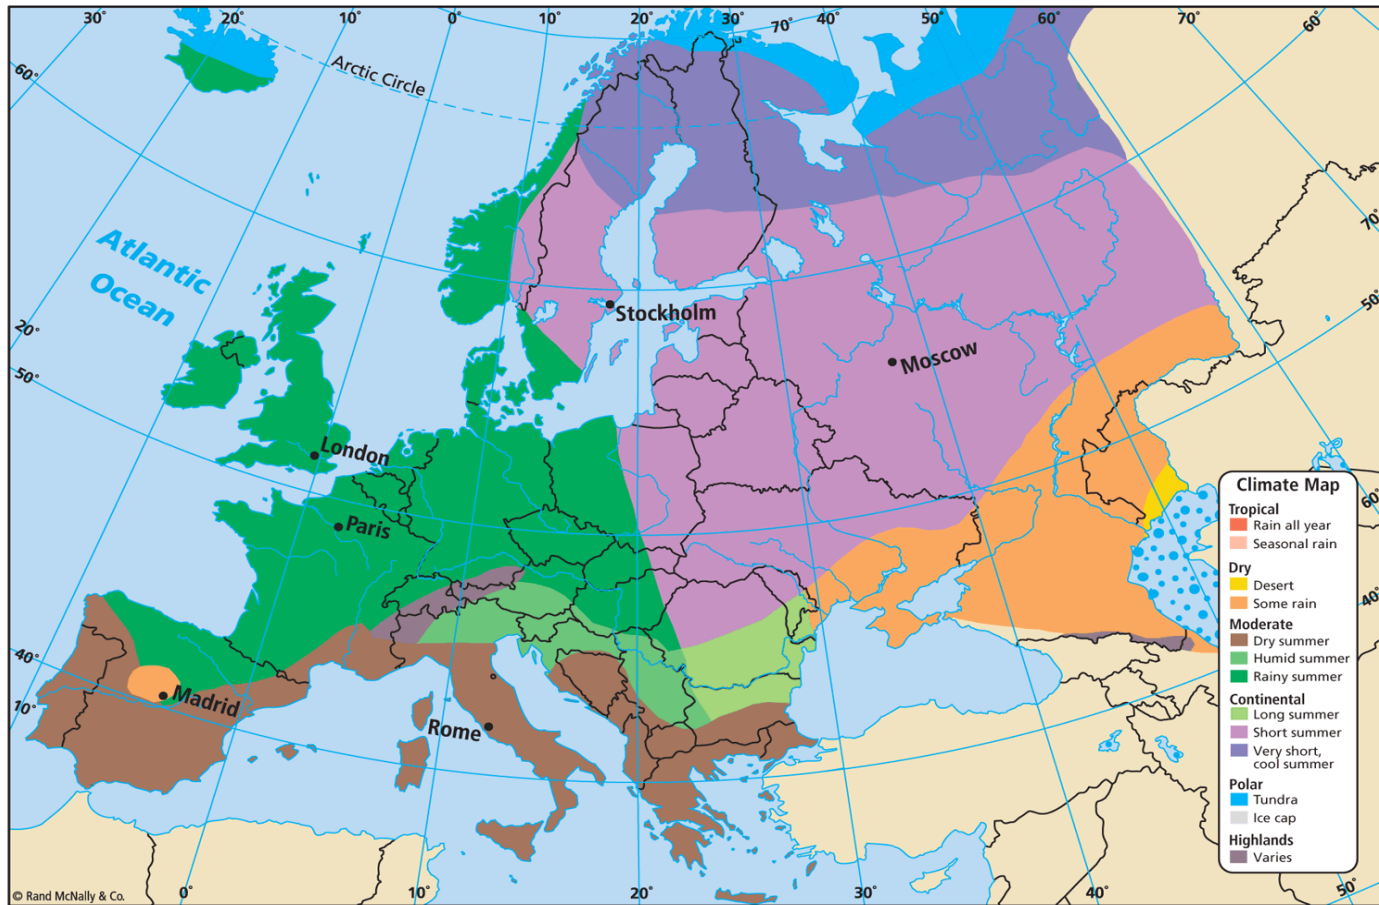 30°
20°
10°
0°
10°
20°
30°
70°
40°
50°
60°
70°
60°
60°
Arctic Circle
70°
Atlantic
Ocean
Stockholm
50°
20°
50°
Moscow
London
Paris
60°
40°
40°
10°
Madrid
Rome
Climate Map
Tropical
Rain all year
Seasonal rain
Dry
Desert
Some rain
Moderate
Dry summer
Humid summer
Rainy summer
Continental
Long summer
Short summer
Very short,
cool summer
Polar
Tundra
Ice cap
Highlands
Varies
© Rand McNally & Co.
0°
10°
20°
30°
40°
50°